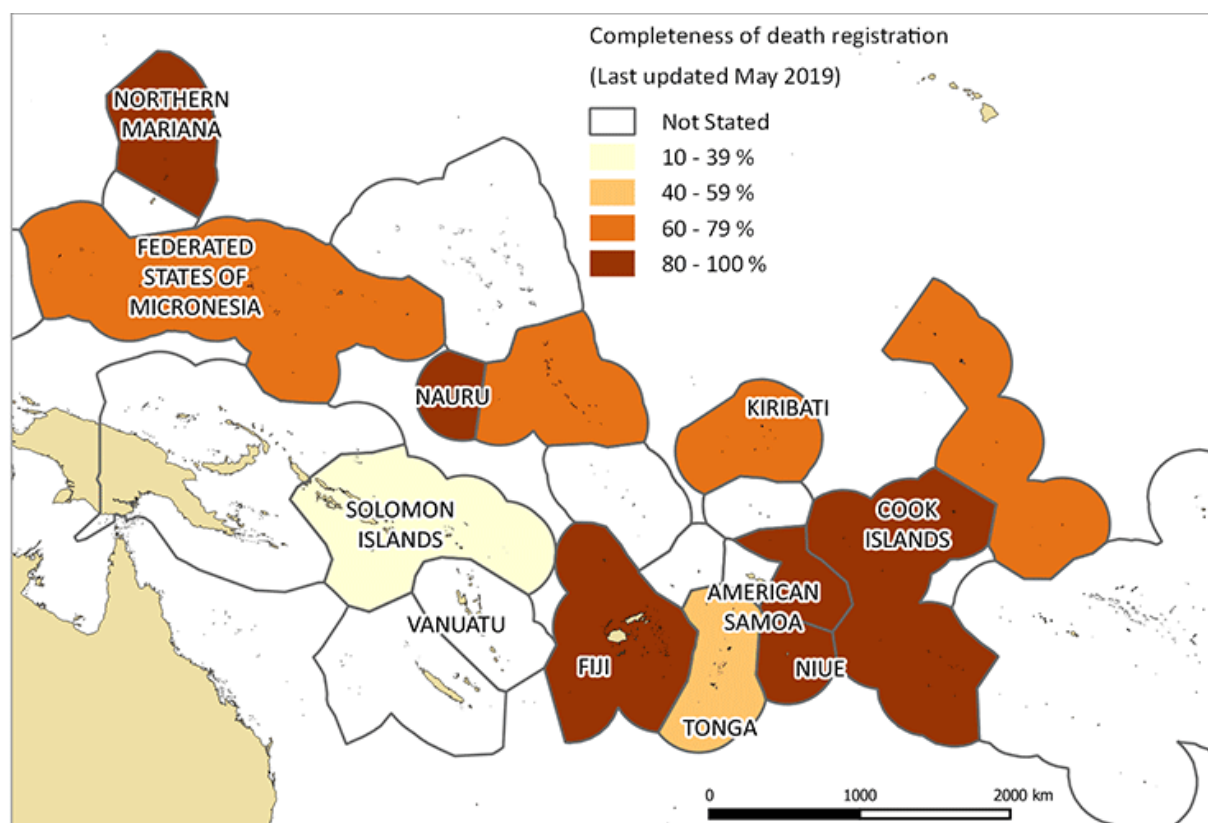 Completeness of death registration
(Last updated May 2019)
Not Stated
10 - 39 %
40 - 59 %
60 - 79 %
80 - 100 %
NORTHERN
MARIANA
FEDERATED
STATES OF
MICRONESIA
NAURU
KIRIBATI
SOLOMON
ISLANDS
COOK
ISLANDS
VANUATU
AMERICAN
SAMOA
FIJI
NIUE
TONGA
0 1000 2000 km